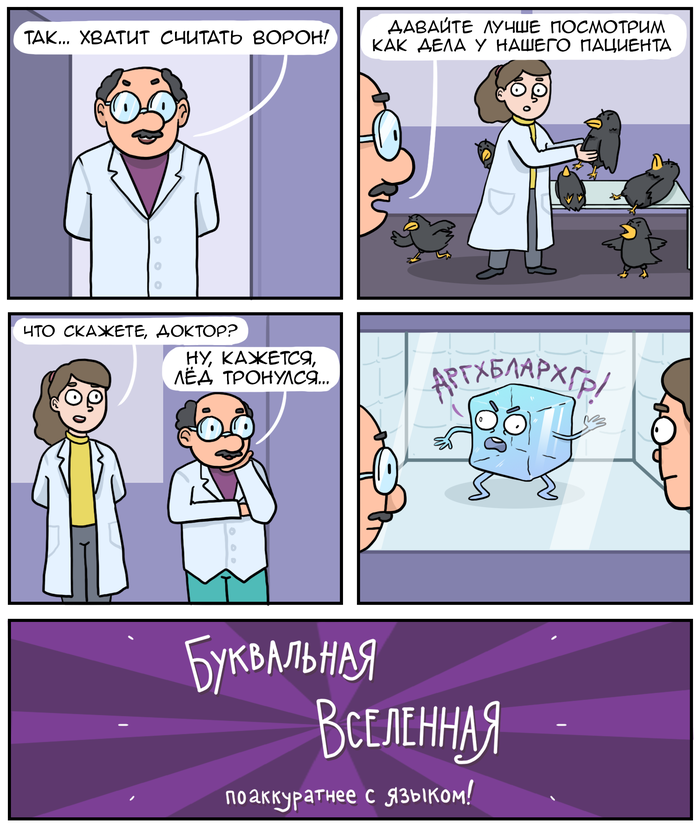 ТАК... ХВАТИТ СЧИТАТЬ ВОРОН!
ДАВАЙТЕ ЛУЧШЕ ПОСМОТРИМ
КАК ДЕЛА У НАШЕГО ПАЦИЕНТА
ЧТО СКАЖЕТЕ, ДОКТОР?
НУ, КАЖЕТСЯ,
ЛЁД ТРОНУЛСЯ...
АРГХБЛАРХГР!
БУКВАЛЬНАЯ
ВСЕЛЕННАЯ
поаккуратнее с языком!